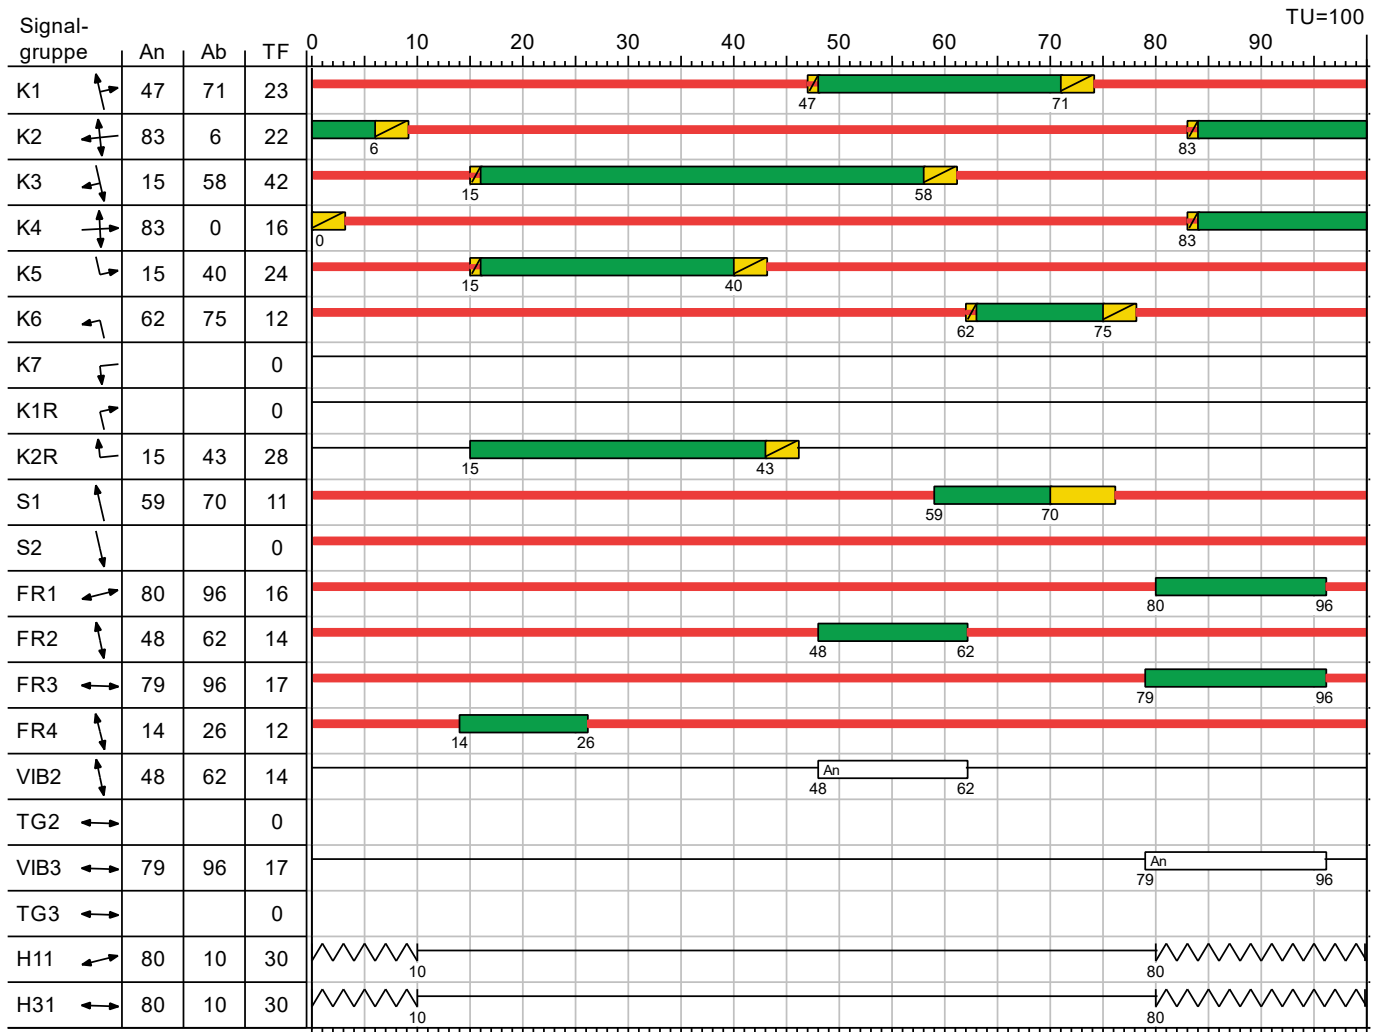 TU=100
Signal-
gruppe An Ab TF 0 10 20 30 40 50 60 70 80 90
K1 47 71 23
47 71
K2 83 6 22
6 83
K3 15 58 42
15 58
K4 83 0 16
0 83
K5 15 40 24
15 40
K6 62 75 12
62 75
K7 0
K1R 0
K2R 15 43 28
15 43
S1 59 70 11
59 70
S2 0
FR1 80 96 16
80 96
FR2 48 62 14
48 62
FR3 79 96 17
79 96
FR4 14 26 12
14 26
VIB2 48 62 14 An
48 62
TG2 0
VIB3 79 96 17 An
79 96
TG3 0
H11 80 10 30
10 80
H31 80 10 30
10 80